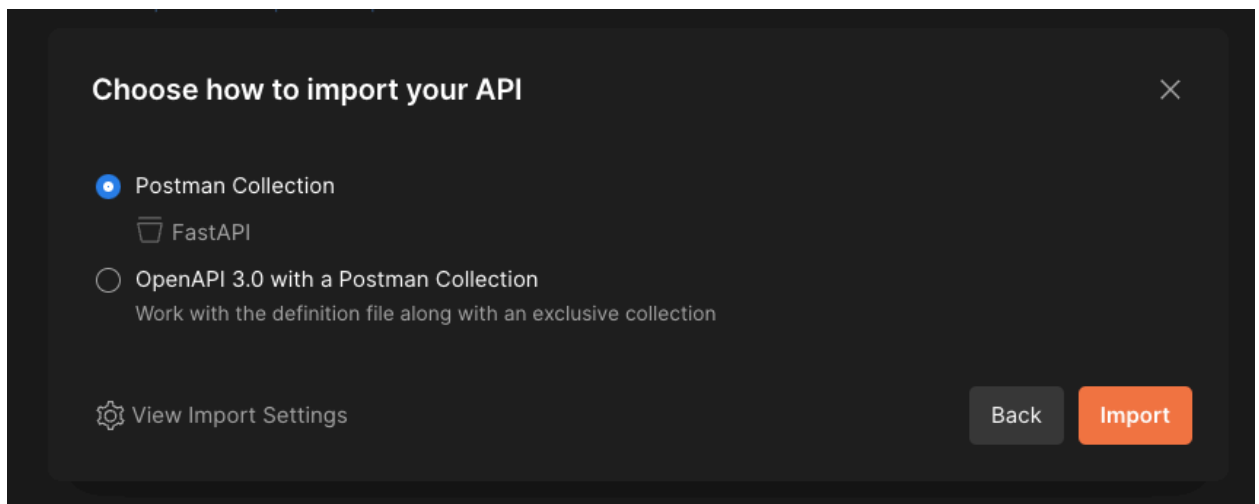 Choose how to import your API
Postman Collection
FastAPI
OpenAPI 3.0 with a Postman Collection
Work with the definition file along with an exclusive collection
View Import Settings
Back
Import